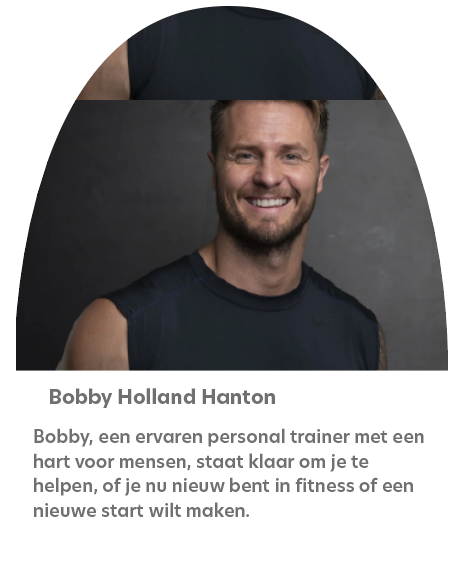 Bobby Holland Hanton
Bobby, een ervaren personal trainer met een
hart voor mensen, staat klaar om je te
helpen, of je nu nieuw bent in fitness of een
nieuwe start wilt maken.